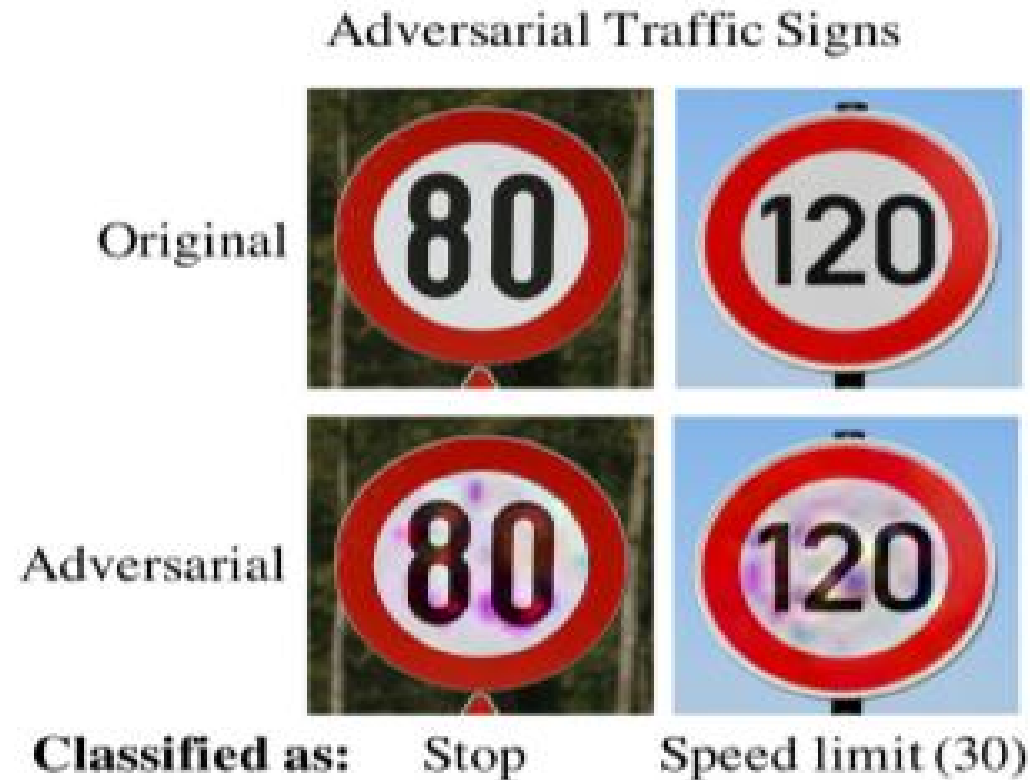 Adversarial Traffic Signs
Original
80
120
Adversarial
80
120
Classified as: Stop Speed limit (30)